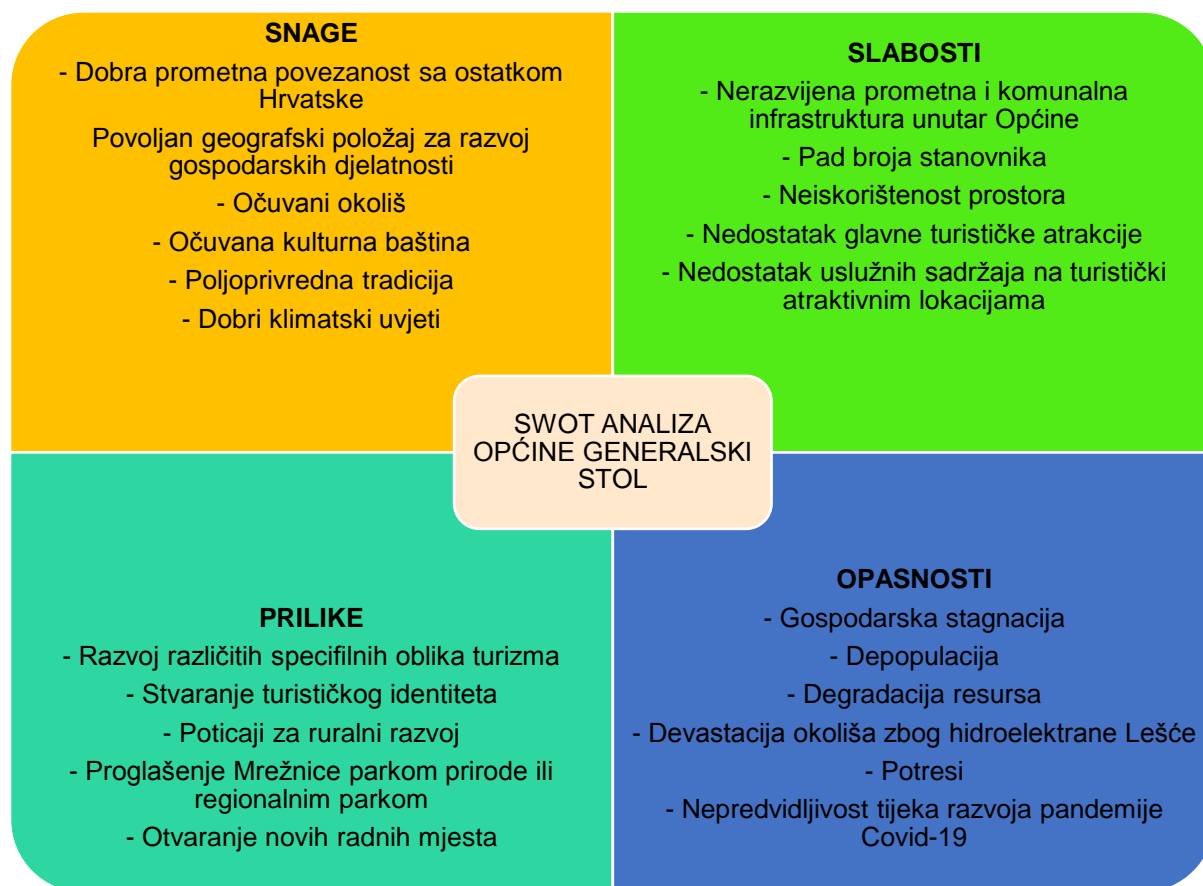 SNAGE
- Dobra prometna povezanost sa ostatkom
Hrvatske
Povoljan geografski položaj za razvoj
gospodarskih djelatnosti
- Očuvani okoliš
- Očuvana kulturna baština
- Poljoprivredna tradicija
- Dobri klimatski uvjeti
SLABOSTI
- Nerazvijena prometna i komunalna
infrastruktura unutar Općine
- Pad broja stanovnika
- Neiskorištenost prostora
- Nedostatak glavne turističke atrakcije
- Nedostatak uslužnih sadržaja na turistički
atraktivnim lokacijama
SWOT ANALIZA
OPĆINE GENERALSKI
STOL
PRILIKE
- Razvoj različitih specifilnih oblika turizma
- Stvaranje turističkog identiteta
- Poticaji za ruralni razvoj
- Proglašenje Mrežnice parkom prirode ili
regionalnim parkom
- Otvaranje novih radnih mjesta
OPASNOSTI
- Gospodarska stagnacija
- Depopulacija
- Degradacija resursa
- Devastacija okoliša zbog hidroelektrane Lešće
- Potresi
- Nepredvidljivost tijeka razvoja pandemije
Covid-19